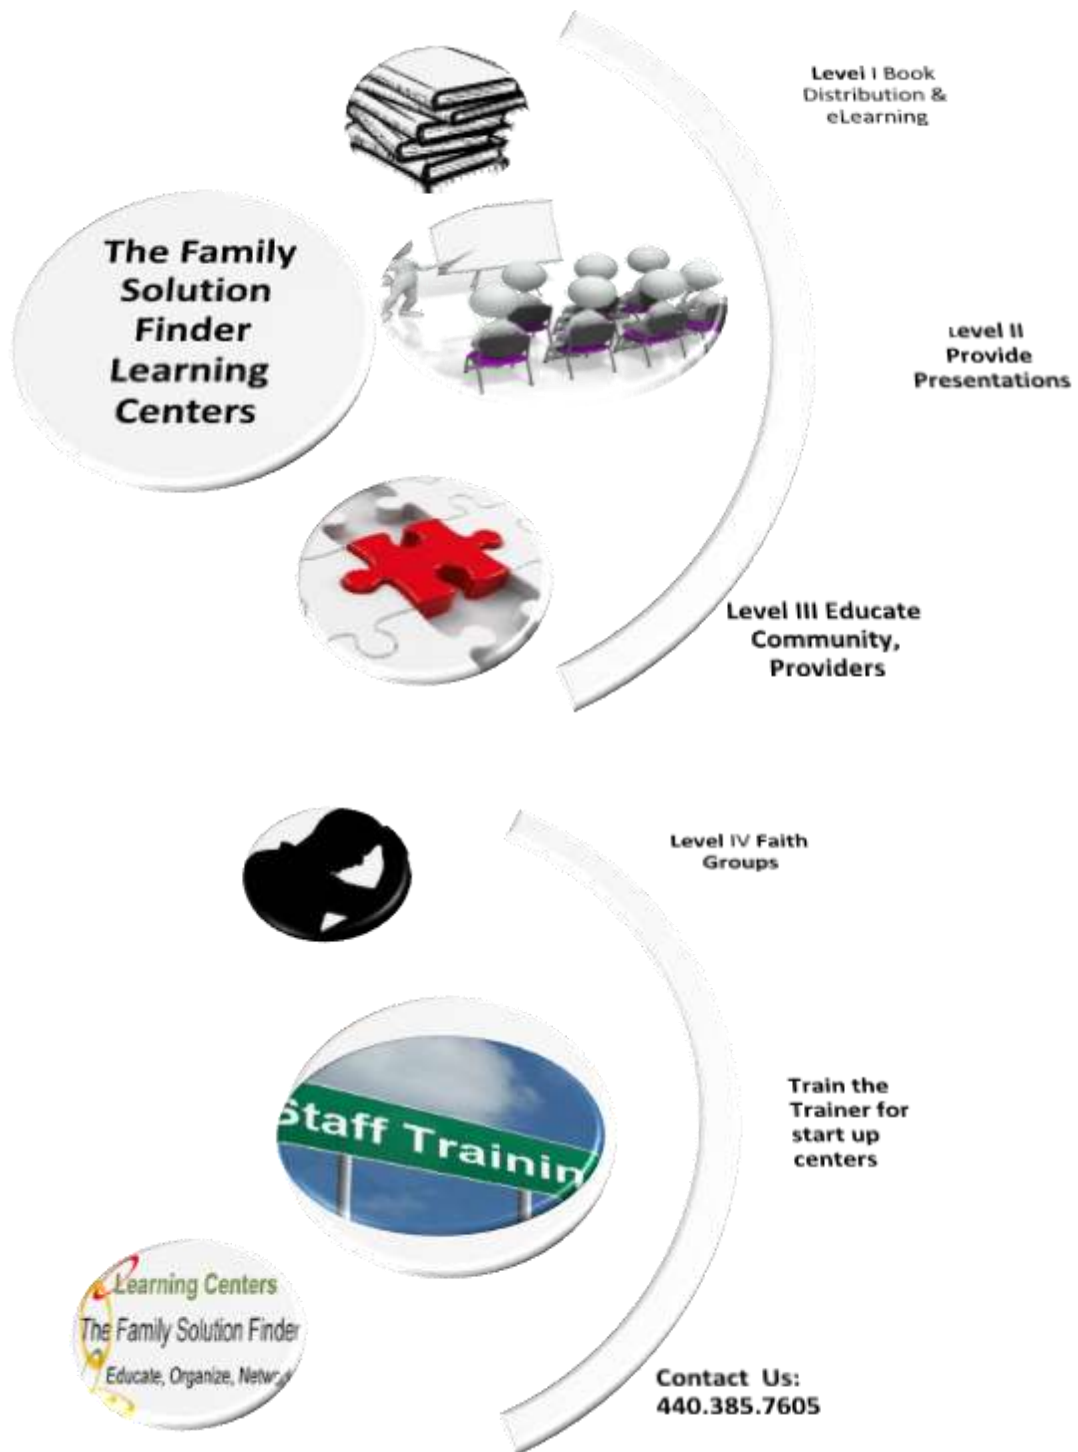 The Family
Solution
Finder
Learning
Centers
Level I Book
Distribution &
eLearning
Level II
Provide
Presentations
Level III Educate
Community,
Providers
Level IV Faith
Groups
Staff Trainin
Train the
Trainer for
start up
centers
Learning Centers
The Family Solution Finder
Educate, Organize, Networ
Contact Us:
440.385.7605